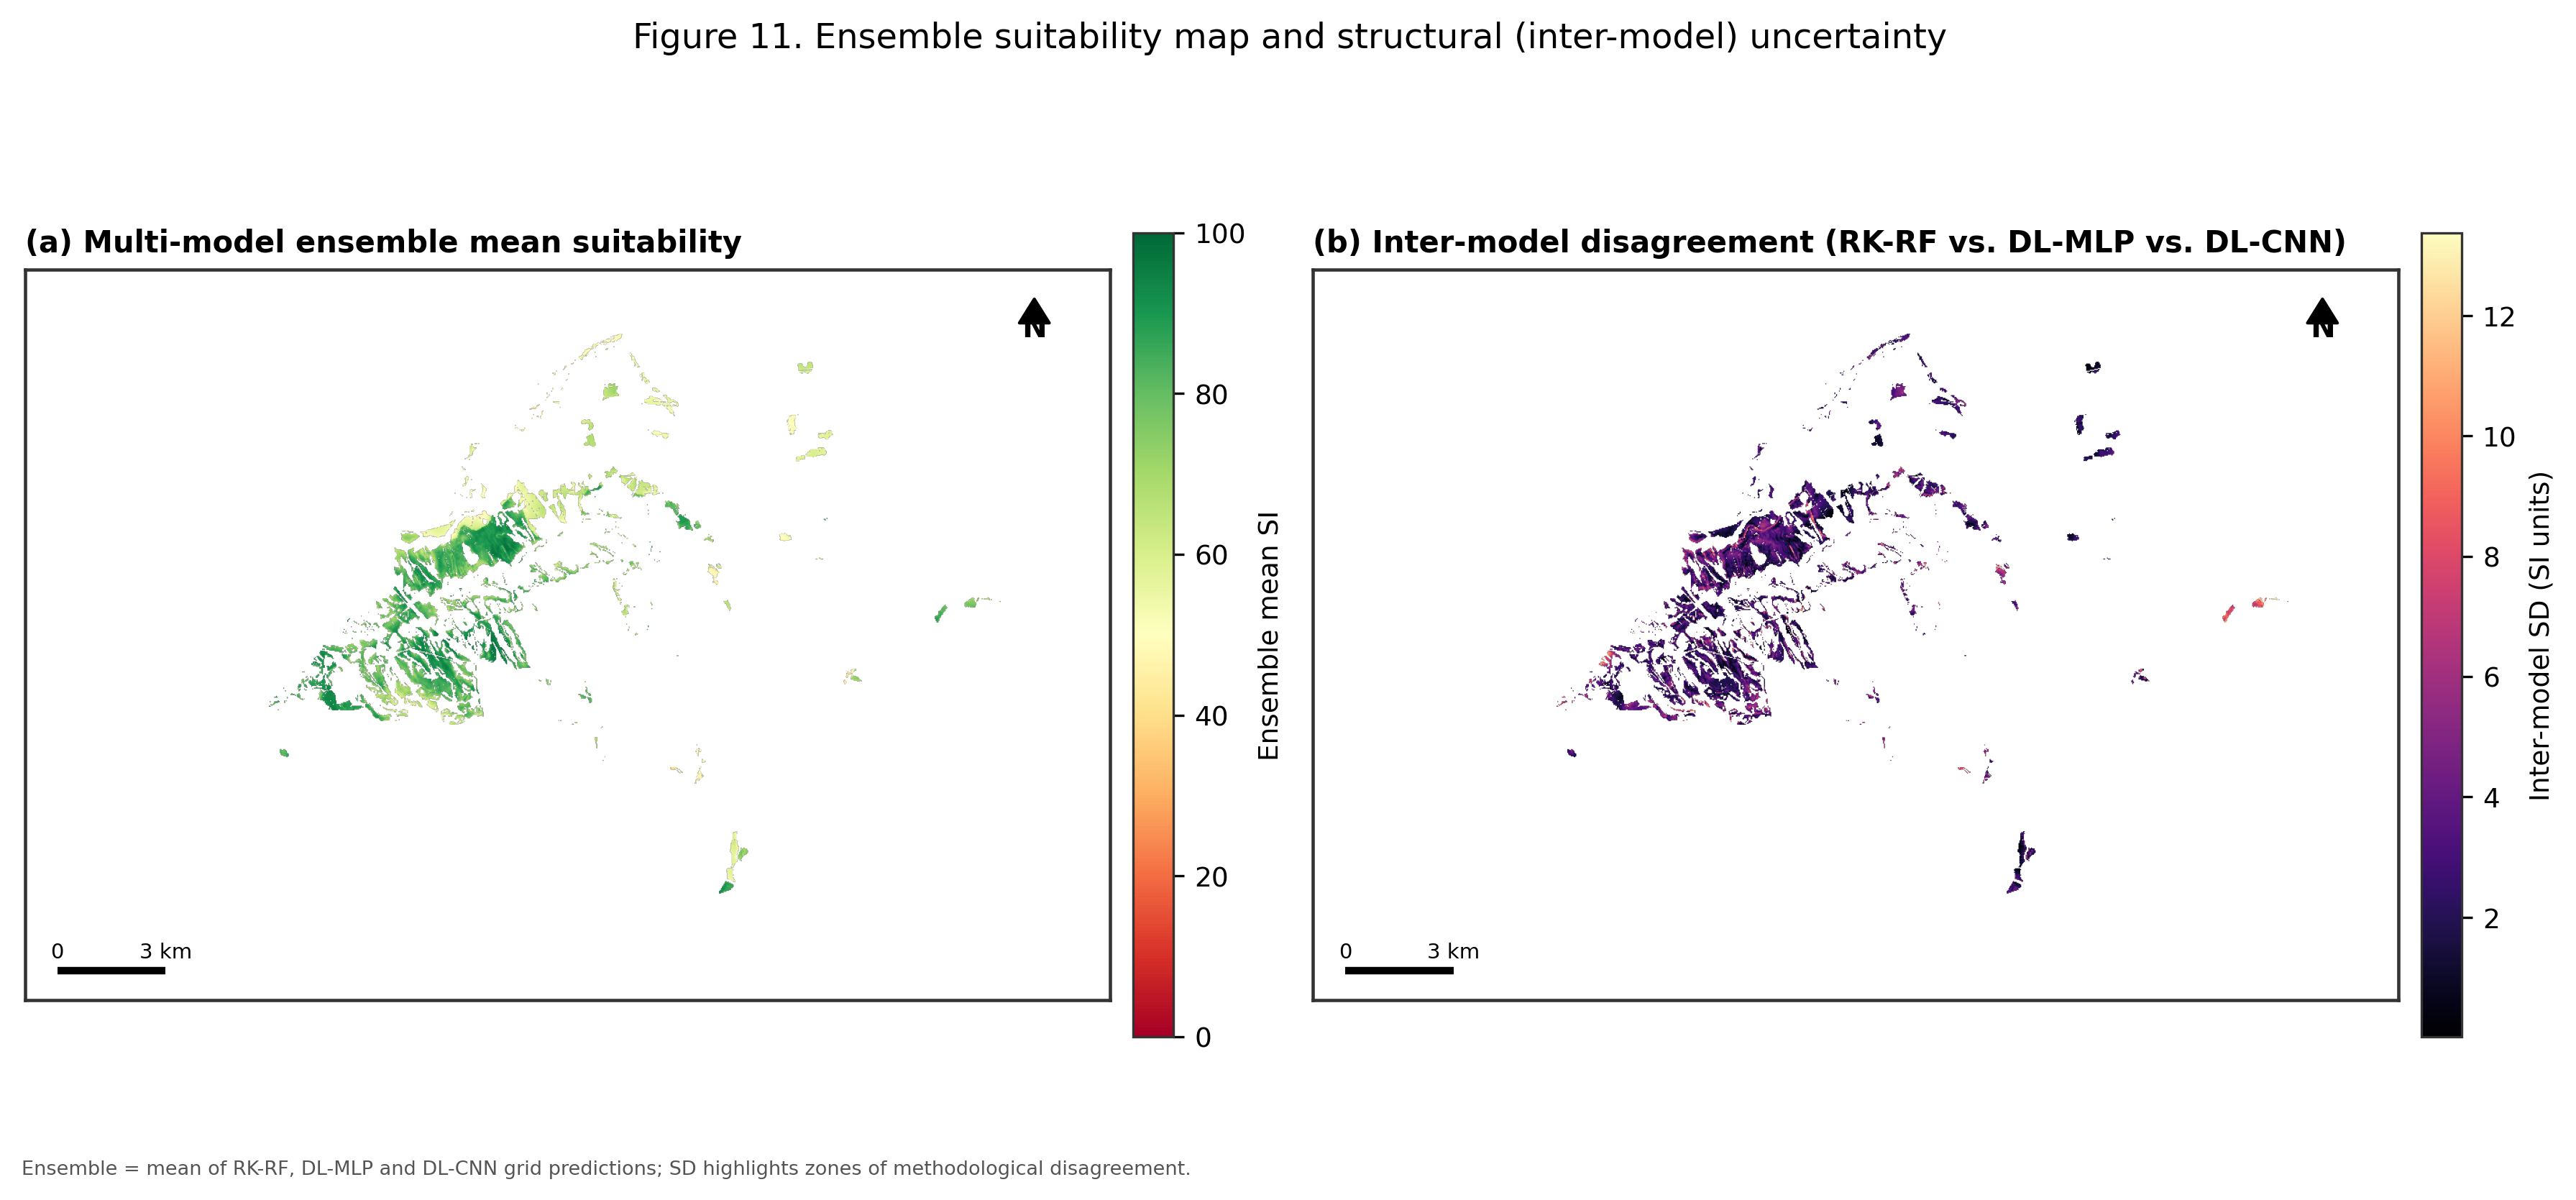 Figure 11. Ensemble suitability map and structural (inter-model) uncertainty
(a) Multi-model ensemble mean suitability
N
0 3 km
100
80
60
40
20
0
Ensemble mean SI
(b) Inter-model disagreement (RK-RF vs. DL-MLP vs. DL-CNN)
N
0 3 km
12
10
8
6
4
2
Inter-model SD (SI units)
Ensemble = mean of RK-RF, DL-MLP and DL-CNN grid predictions; SD highlights zones of methodological disagreement.